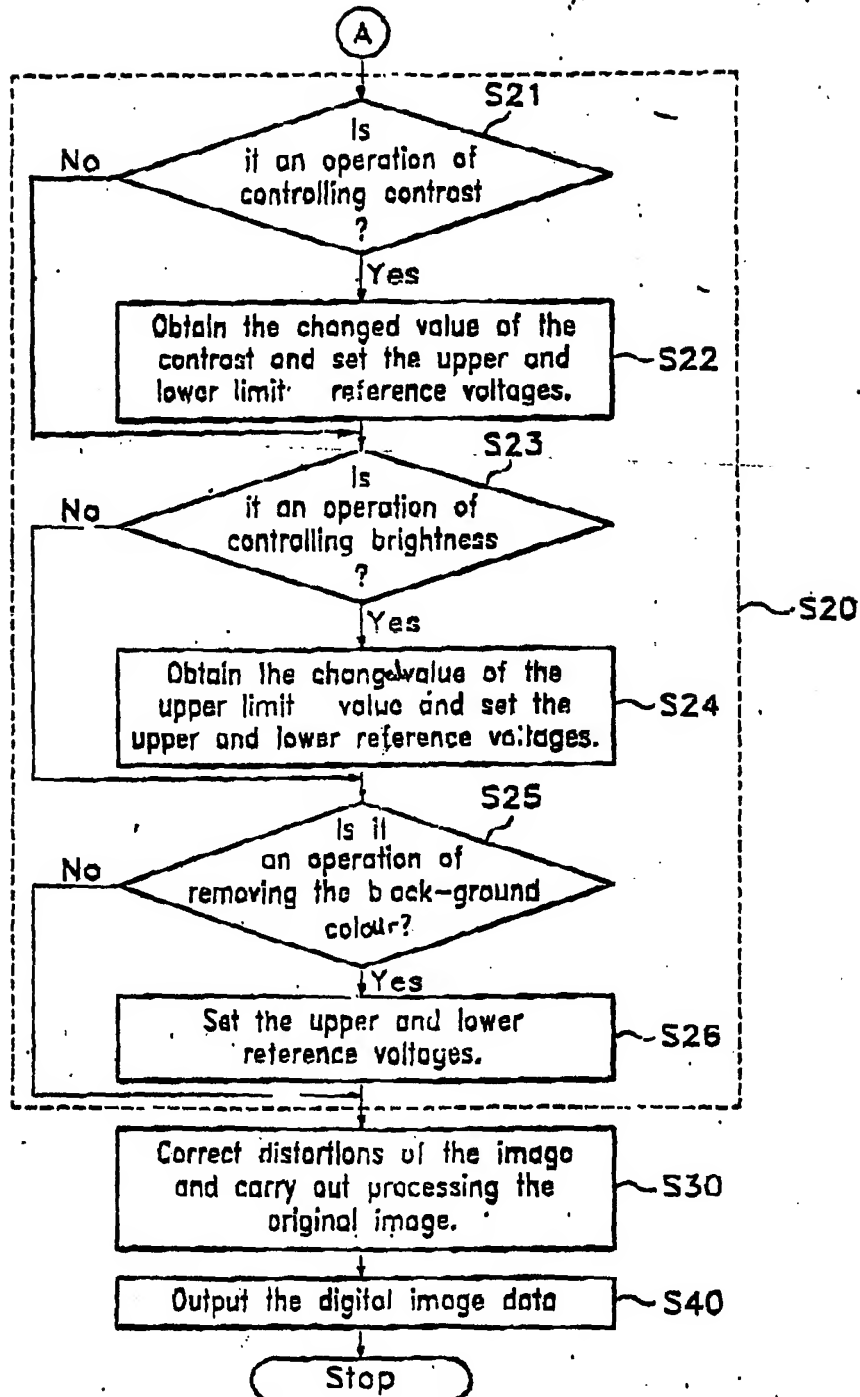 A
S21
Is
No
it an operation of
controlling contrast
?
Yes
Obtain the changed value of the
contrast and set the upper and
lower limit reference voltages.
S22
S23
Is
No
it an operation of
controlling brightness
?
Yes
S20
Obtain the changed value of the
upper limit value and set the
upper and lower reference voltages.
S24
S25
Is it
No
an operation of
removing the back-ground
colour?
Yes
Set the upper and lower
reference voltages.
S26
Correct distortions of the image
and carry out processing the
original image.
S30
Output the digital image data
S40
Stop